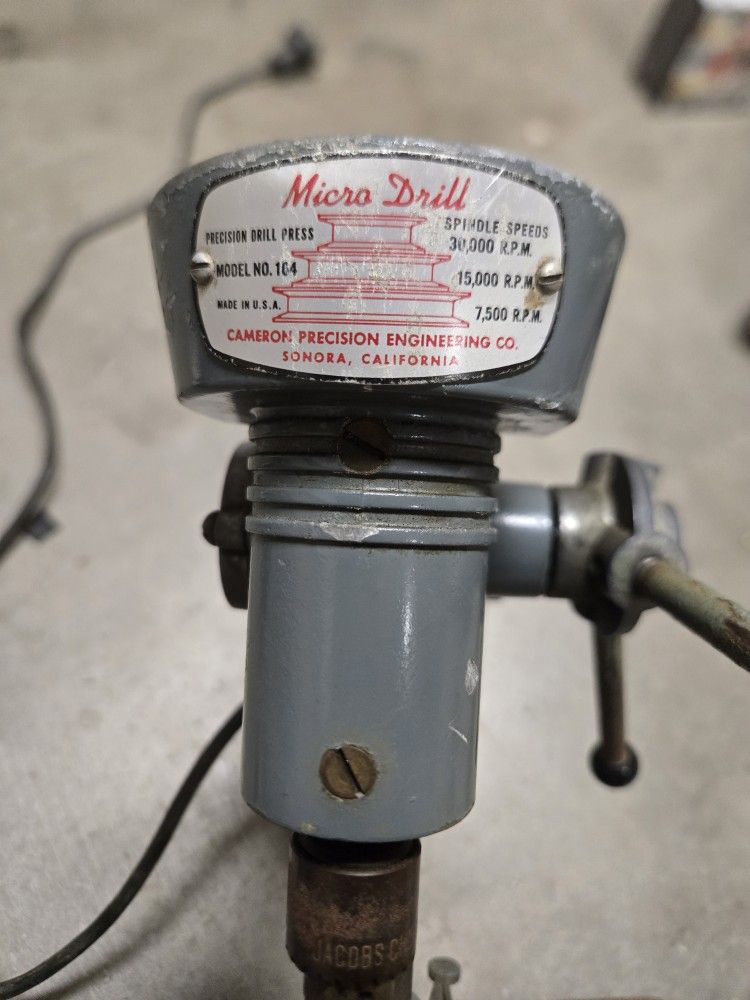 Micro Drill
PRECISION DRILL PRESS
MODEL NO. 164
MADE IN U.S.A.
SPINDLE SPEEDS
30,000 R.P.M.
15,000 R.P.M.
7,500 R.P.M.
CAMERON PRECISION ENGINEERING CO.
SONORA, CALIFORNIA
JACOBS